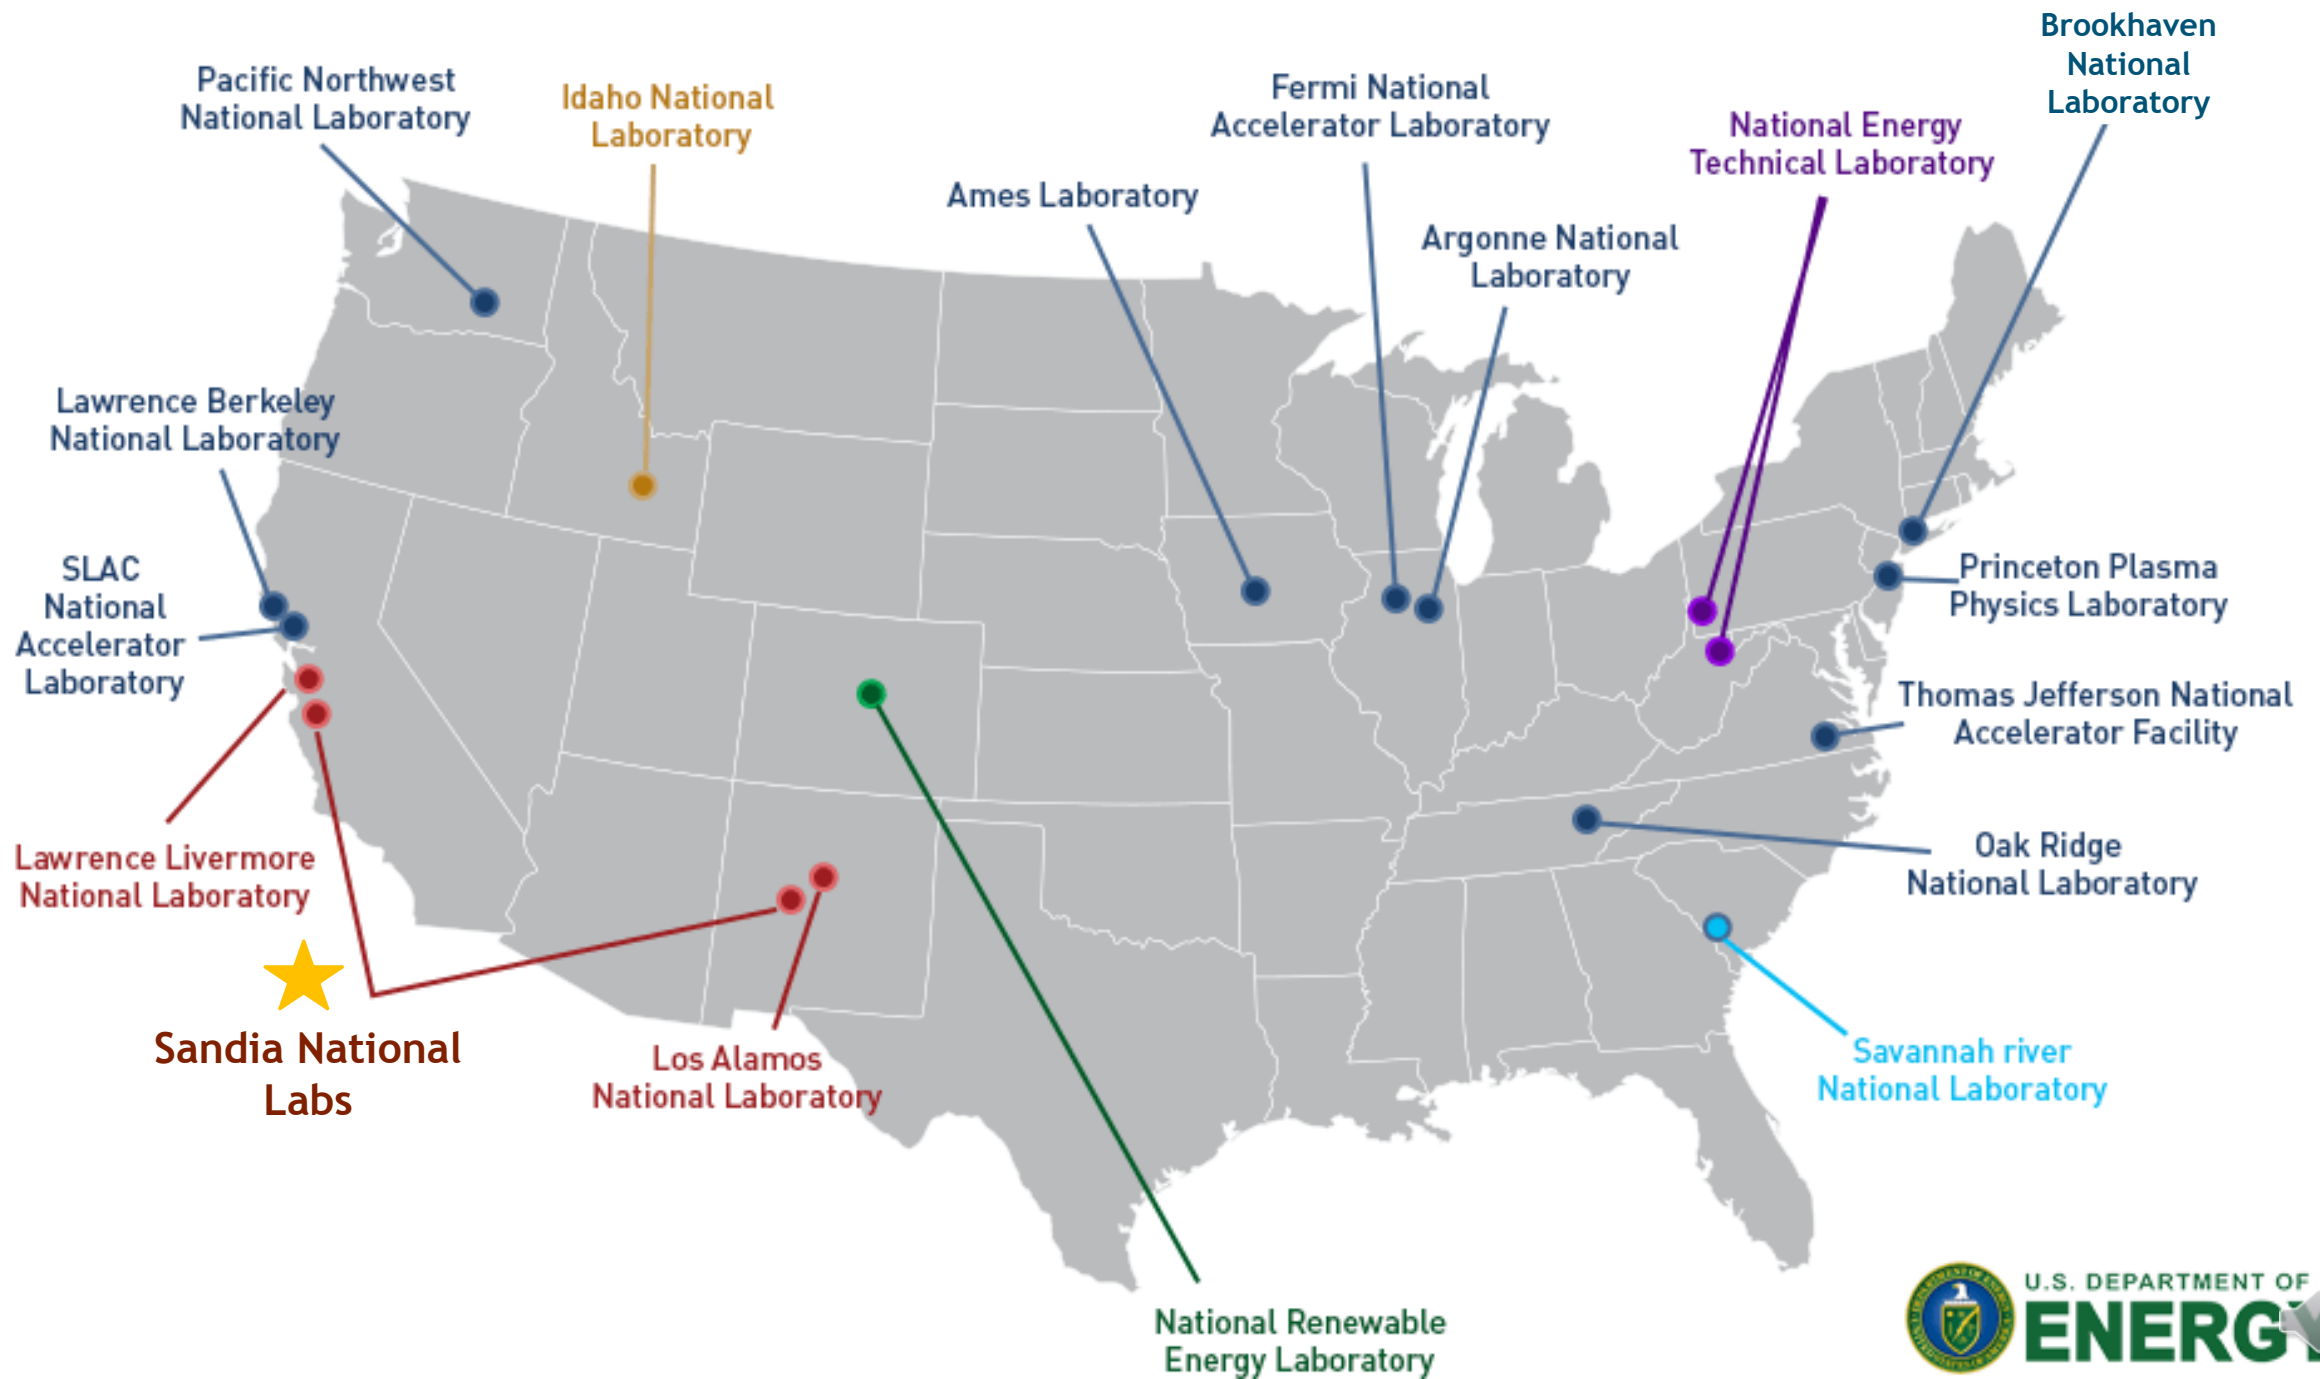 Brookhaven
National
Laboratory
Pacific Northwest
National Laboratory
Idaho National
Laboratory
Fermi National
Accelerator Laboratory
National Energy
Technical Laboratory
Ames Laboratory
Argonne National
Laboratory
Lawrence Berkeley
National Laboratory
SLAC
National
Accelerator
Laboratory
Princeton Plasma
Physics Laboratory
Thomas Jefferson National
Accelerator Facility
Lawrence Livermore
National Laboratory
Oak Ridge
National Laboratory
Sandia National
Labs
Los Alamos
National Laboratory
Savannah river
National Laboratory
National Renewable
Energy Laboratory
U.S. DEPARTMENT OF
ENERGY